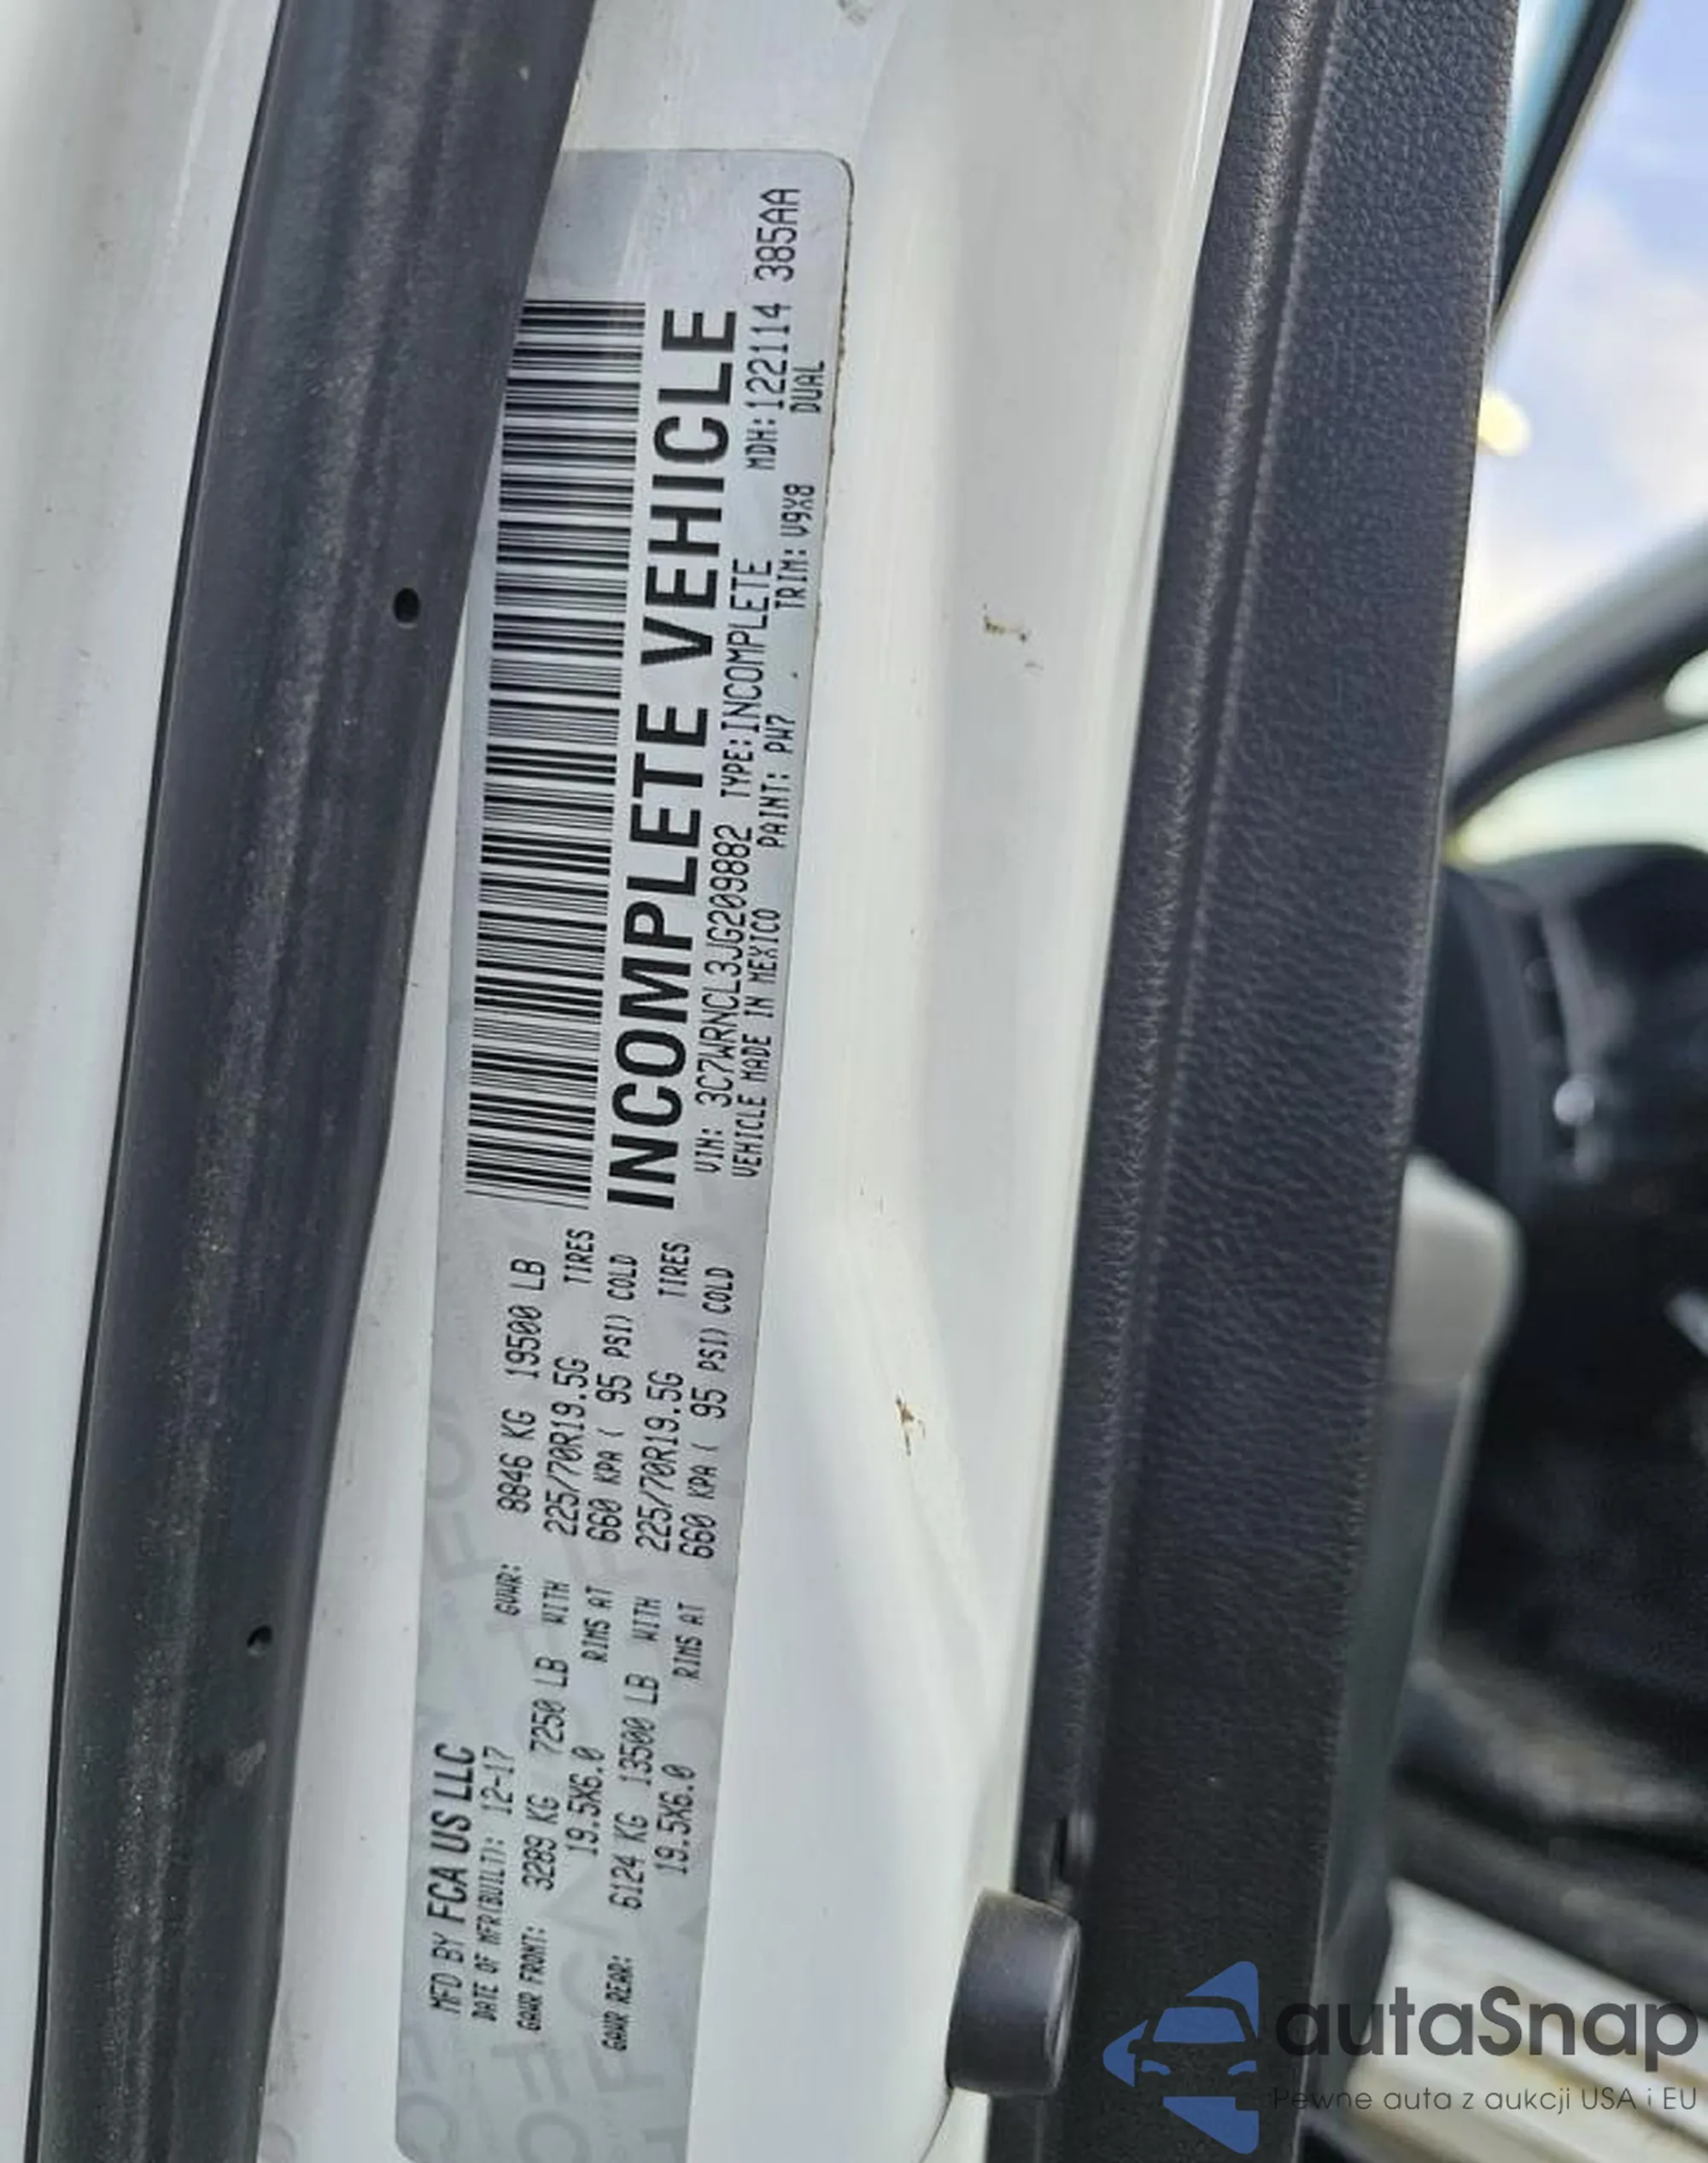 MFD BY FCA US LLC
DATE OF MFR(BUILT): 12-17
GVWR: 8846 KG 19500 LB
GAWR FRONT: 3289 KG 7250 LB WITH 225/70R19.5G TIRES
19.5X6.0 RIMS AT 660 KPA ( 95 PSI) COLD
GAWR REAR: 6124 KG 13500 LB WITH 225/70R19.5G TIRES
19.5X6.0 RIMS AT 660 KPA ( 95 PSI) COLD
INCOMPLETE VEHICLE
VIN: 3C7WRNCL3JG209882 TYPE:INCOMPLETE MDH:122114 385AA
VEHICLE MADE IN MEXICO PAINT: PW7 TRIM: V9X8 DUAL
autaSnap
Pewne auta z aukcji USA i EU